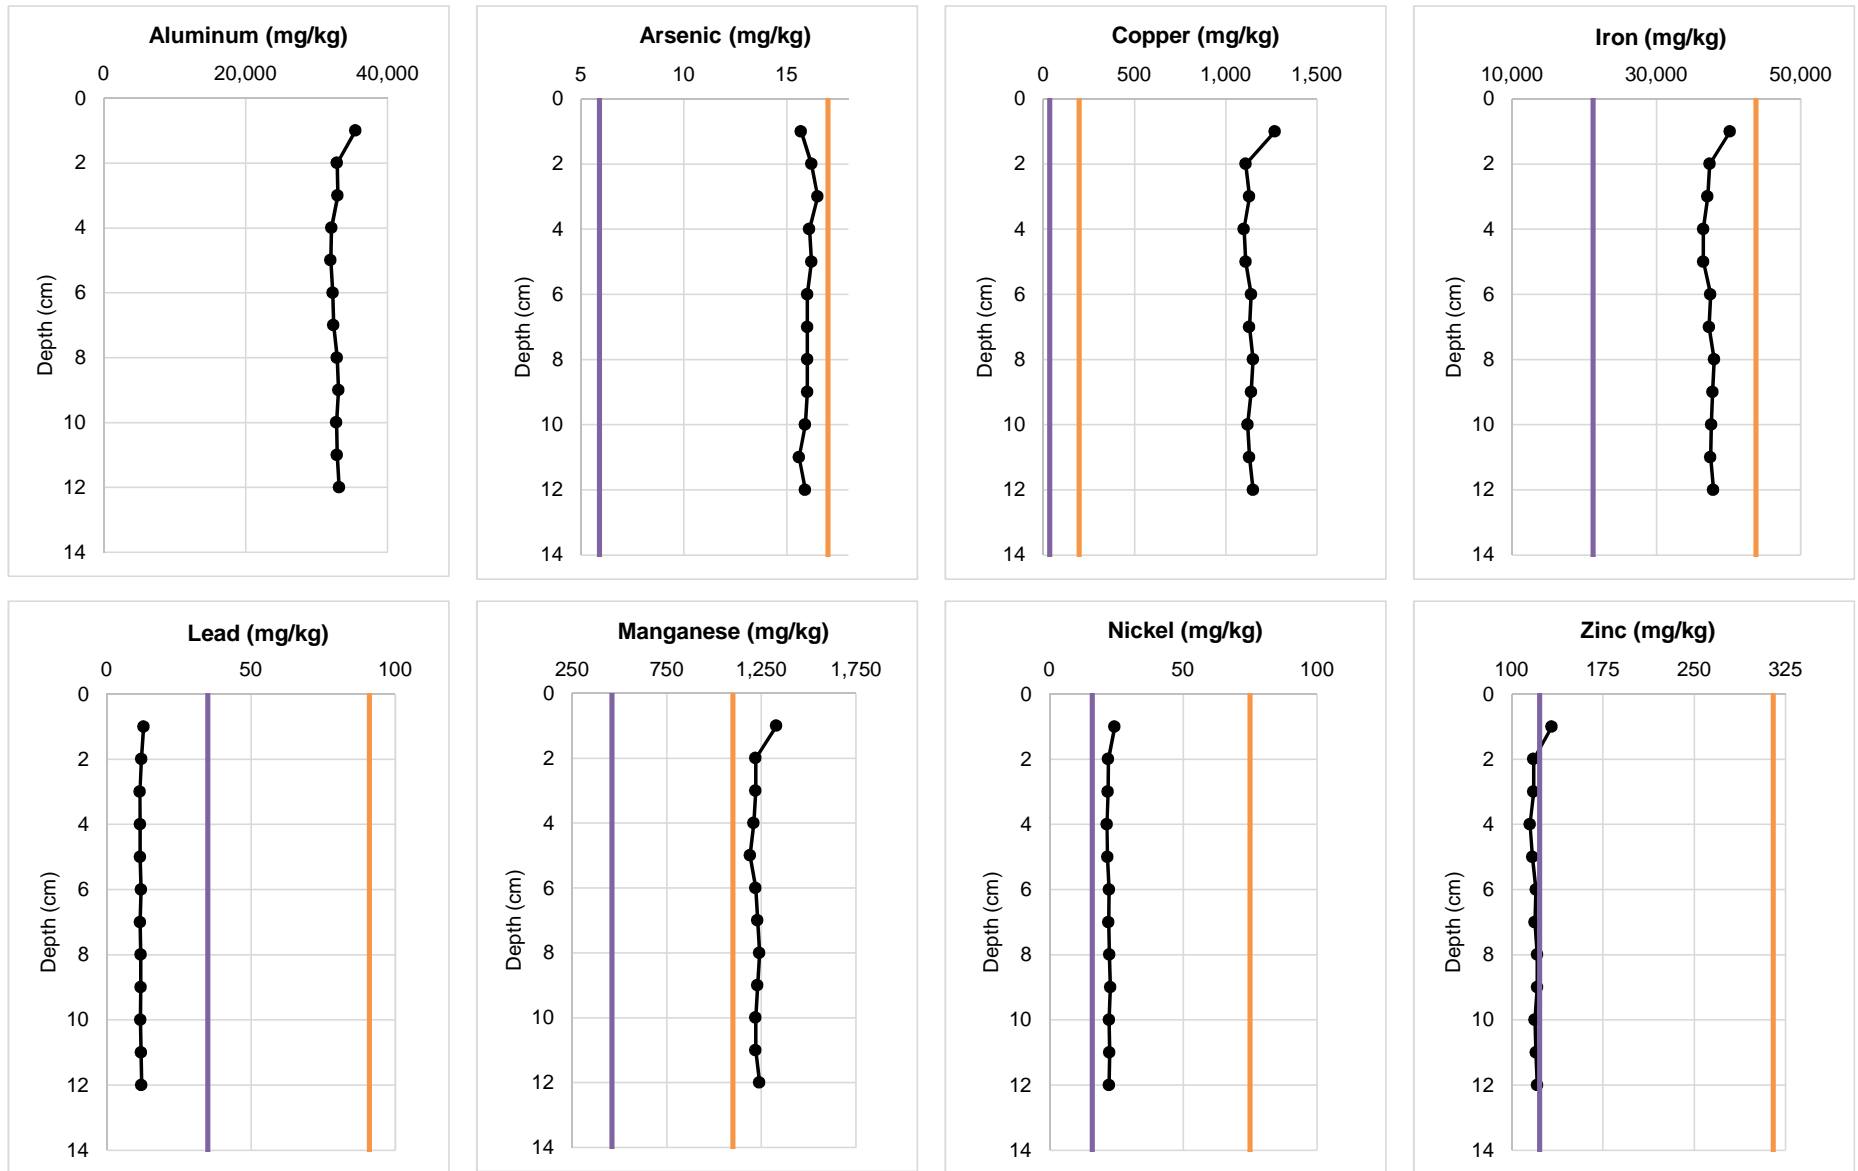 Aluminum (mg/kg)
0 20,000 40,000
0
2
4
6
8
10
12
14
Depth (cm)
Arsenic (mg/kg)
5 10 15
0
2
4
6
8
10
12
14
Depth (cm)
Copper (mg/kg)
0 500 1,000 1,500
0
2
4
6
8
10
12
14
Depth (cm)
Iron (mg/kg)
10,000 30,000 50,000
0
2
4
6
8
10
12
14
Depth (cm)
Lead (mg/kg)
0 50 100
0
2
4
6
8
10
12
14
Depth (cm)
Manganese (mg/kg)
250 750 1,250 1,750
0
2
4
6
8
10
12
14
Depth (cm)
Nickel (mg/kg)
0 50 100
0
2
4
6
8
10
12
14
Depth (cm)
Zinc (mg/kg)
100 175 250 325
0
2
4
6
8
10
12
14
Depth (cm)